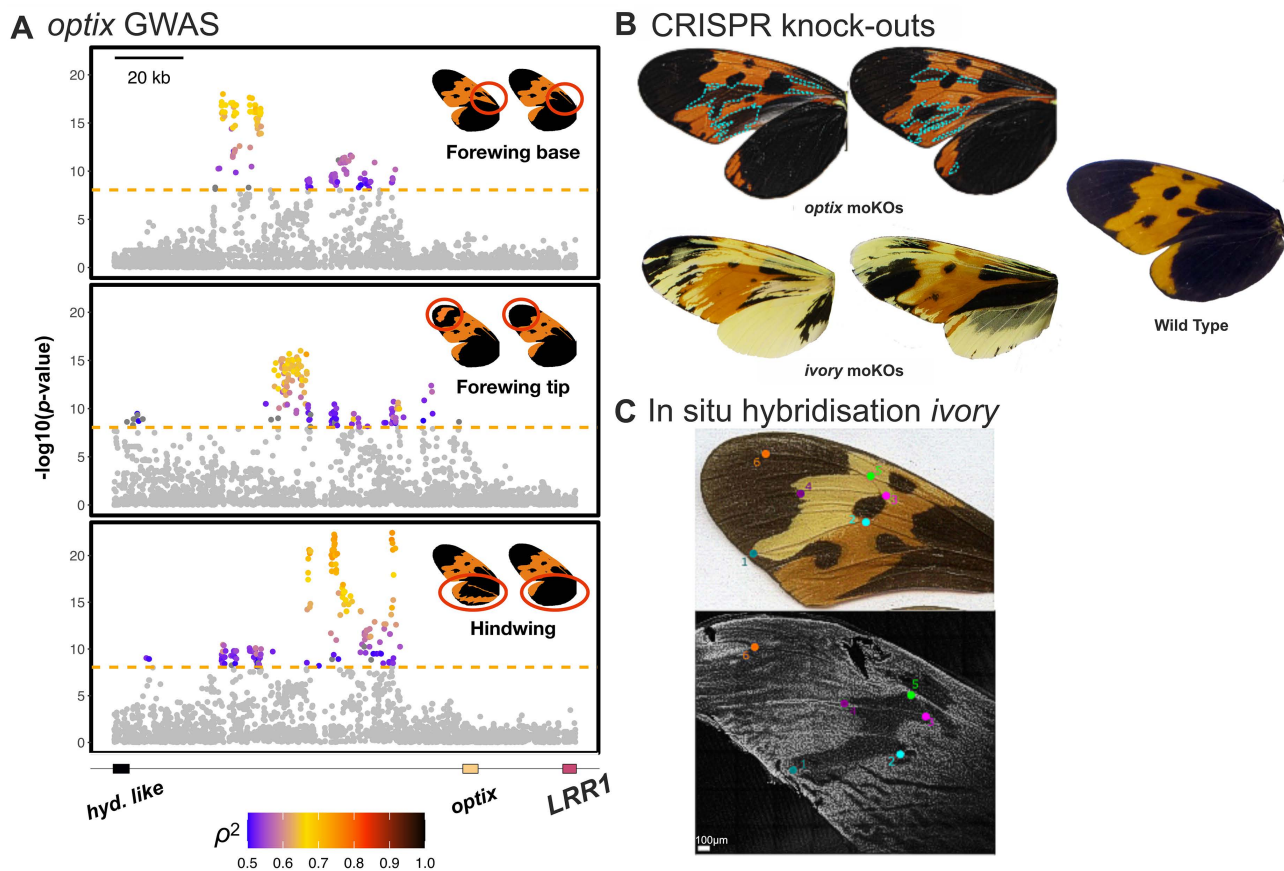 A optix GWAS
20 kb
20
15
10
5
0
Forewing base
20
15
10
5
0
Forewing tip
-log10(p-value)
20
15
10
5
0
Hindwing
hyd. like
optix
LRR1
ρ²
0.5 0.6 0.7 0.8 0.9 1.0
B CRISPR knock-outs
optix moKOs
ivory moKOs
Wild Type
C In situ hybridisation ivory
6
5
4
2
1
6
5
2
1
100µm